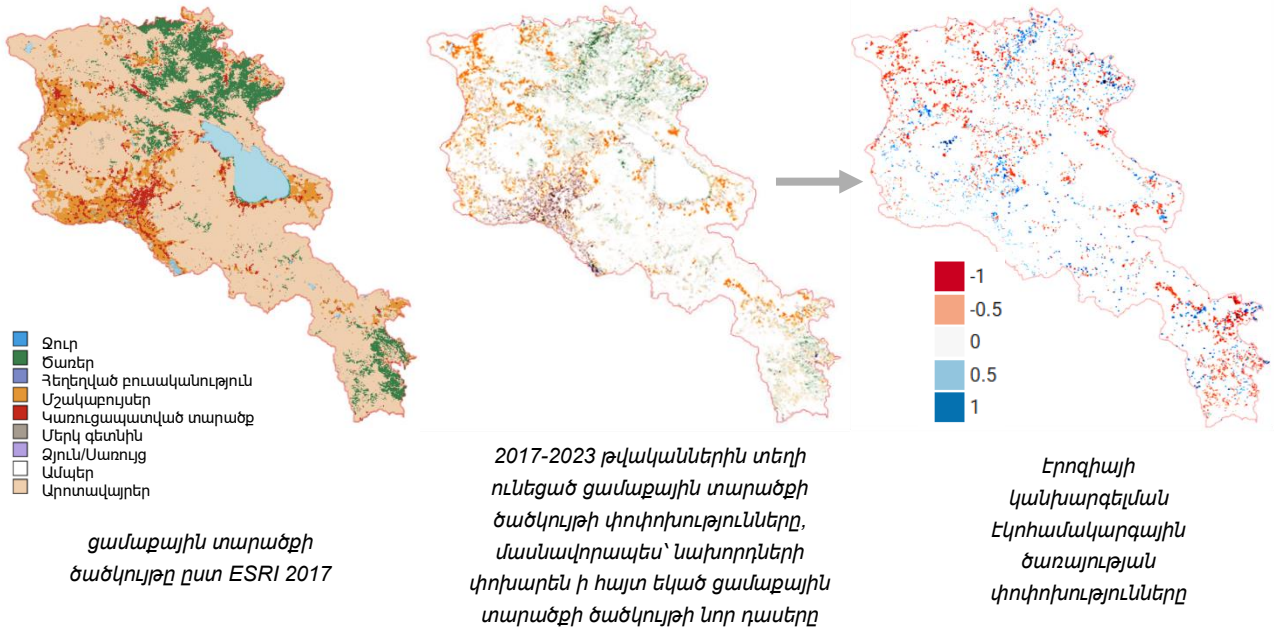 Ջուր
Ծառեր
Հեղեղված բուսականություն
Մշակաբույսեր
Կառուցապատված տարածք
Մերկ գետնին
Ձյուն/Սառույց
Ամպեր
Արոտավայրեր
ցամաքային տարածքի
ծածկույթը ըստ ESRI 2017
2017-2023 թվականներին տեղի
ունեցած ցամաքային տարածքի
ծածկույթի փոփոխությունները,
մասնավորապես՝ նախորդների
փոխարեն ի հայտ եկած ցամաքային
տարածքի ծածկույթի նոր դասերը
-1
-0.5
0
0.5
1
էրոզիայի
կանխարգելման
էկոհամակարգային
ծառայության
փոփոխությունները